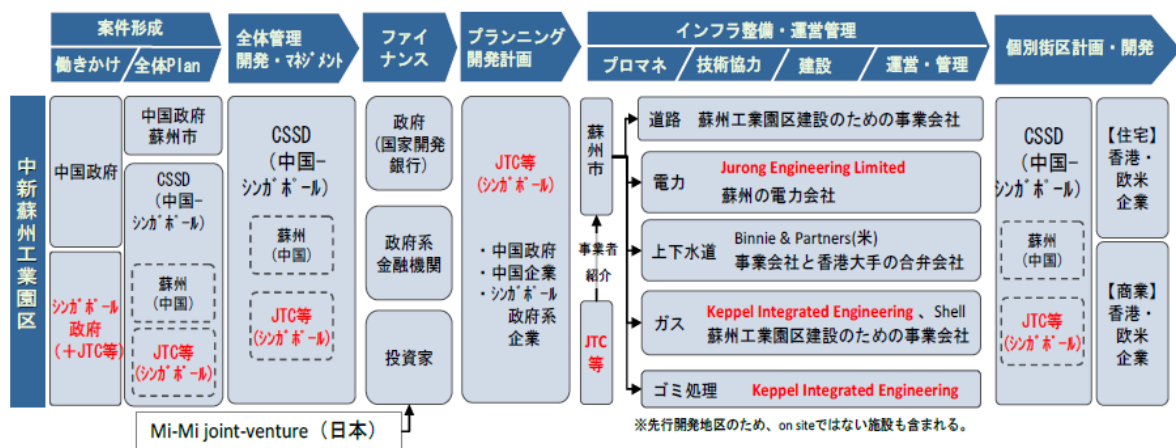 案件形成
働きかけ
全体Plan
全体管理
開発・マネジメント
ファイ
ナンス
プランニング
開発計画
インフラ整備・運営管理
プロマネ
技術協力
建設
運営・管理
個別街区計画・開発
中新蘇州工業園区
中国政府
シンガポール
政府
(+JTC等)
中国政府
蘇州市
CSSD
(中国−
シンガポール)
蘇州
(中国)
JTC等
(シンガポール)
CSSD
(中国−
シンガポール)
蘇州
(中国)
JTC等
(シンガポール)
政府
(国家開発
銀行)
政府系
金融機関
投資家
Mi-Mi joint-venture(日本)
JTC等
(シンガポール)
・中国政府
・中国企業
・シンガポール
政府系
企業
蘇州市
事業者
紹介
JTC
等
道路 蘇州工業園区建設のための事業会社
電力 Jurong Engineering Limited
蘇州の電力会社
上下水道 Binnie & Partners(米)
事業会社と香港大手の合弁会社
ガス Keppel Integrated Engineering 、Shell
蘇州工業園区建設のための事業会社
ゴミ処理 Keppel Integrated Engineering
※先行開発地区のため、on siteではない施設も含まれる。
CSSD
(中国−
シンガポール)
蘇州
(中国)
JTC等
(シンガポール)
【住宅】
香港・
欧米
企業
【商業】
香港・
欧米
企業